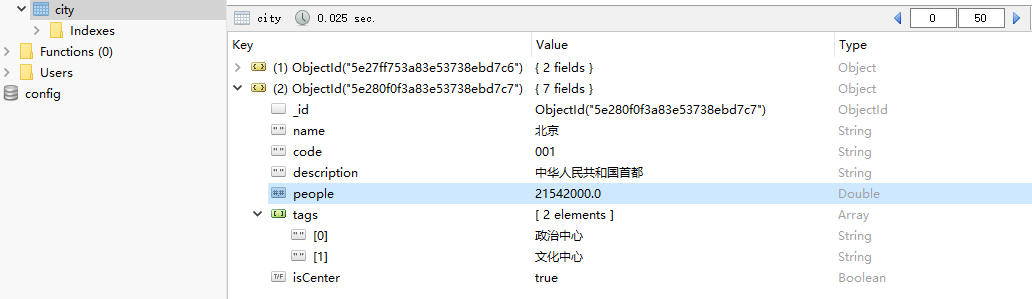 city
Indexes
Functions (0)
Users
config
city 0.025 sec. 0 50
Key Value Type
(1) ObjectId("5e27ff753a83e53738ebd7c6") { 2 fields } Object
(2) ObjectId("5e280f0f3a83e53738ebd7c7") { 7 fields } Object
_id ObjectId("5e280f0f3a83e53738ebd7c7") ObjectId
"" name 北京 String
"" code 001 String
"" description 中华人民共和国首都 String
## people 21542000.0 Double
tags [ 2 elements ] Array
"" [0] 政治中心 String
"" [1] 文化中心 String
T/F isCenter true Boolean